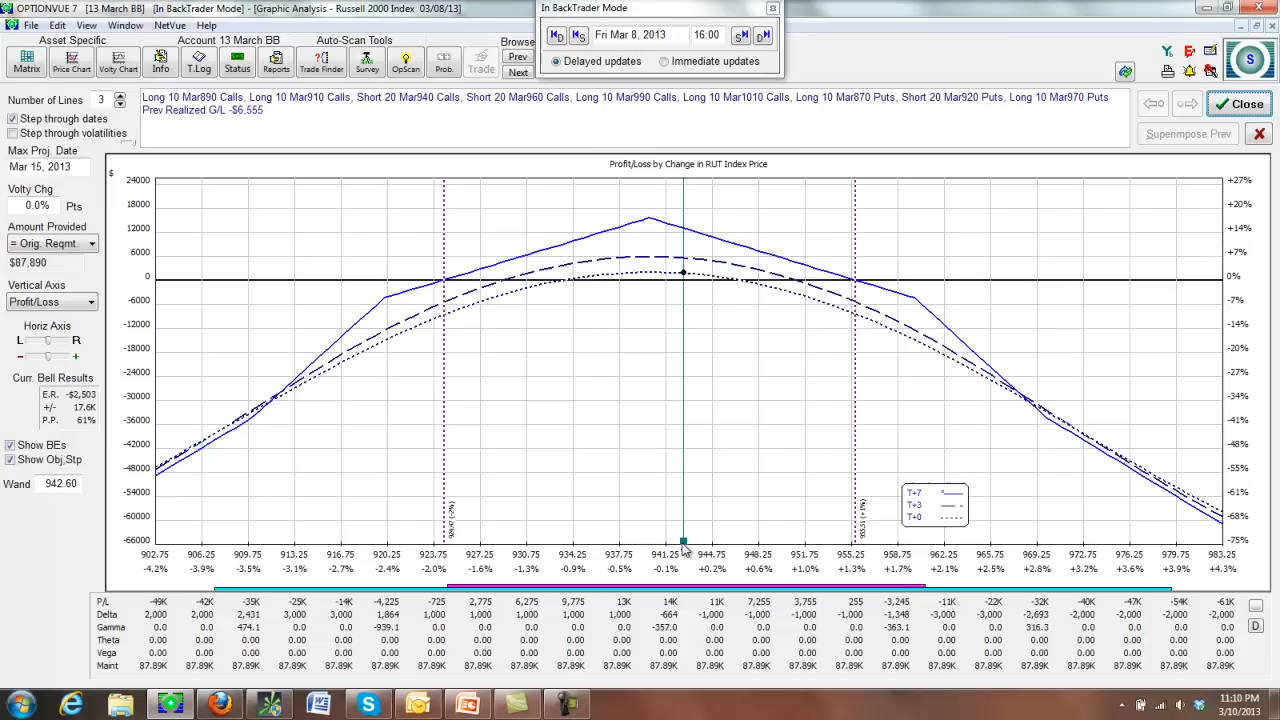 OPTIONVUE 7 [13 March BB] [In BackTrader Mode] - [Graphic Analysis - Russell 2000 Index 03/08/13]
In BackTrader Mode
File Edit View NetVue Help
Asset Specific Account 13 March BB Auto-Scan Tools Browse
Fri Mar 8, 2013 16:00
Delayed updates Immediate updates
Matrix Price Chart Volty Chart Info T.Log Status Reports Trade Finder Survey OpScan Prob. Trade Prev Next
Number of Lines 3
Step through dates
Step through volatilities
Max Proj. Date
Mar 15, 2013
Volty Chg
0.0% Pts
Amount Provided
= Orig. Reqmt.
$87,890
Vertical Axis
Profit/Loss
Horiz Axis
L R
- +
Curr. Bell Results
E.R. -$2,503
+/- 17.6K
P.P. 61%
Show BEs
Show Obj,Stp
Wand 942.60
Long 10 Mar890 Calls, Long 10 Mar910 Calls, Short 20 Mar940 Calls, Short 20 Mar960 Calls, Long 10 Mar990 Calls, Long 10 Mar1010 Calls, Long 10 Mar870 Puts, Short 20 Mar920 Puts, Long 10 Mar970 Puts
Prev Realized G/L -$6,555
Close
Superimpose Prev
Profit/Loss by Change in RUT Index Price
$
24000 +27%
18000 +20%
12000 +14%
6000 +7%
0 0%
-6000 -7%
-12000 -14%
-18000 -20%
-24000 -27%
-30000 -34%
-36000 -41%
-42000 -48%
-48000 -55%
-54000 -61%
-60000 -68%
-66000 -75%
T+7
T+3
T+0
902.75 906.25 909.75 913.25 916.75 920.25 923.75 927.25 930.75 934.25 937.75 941.25 944.75 948.25 951.75 955.25 958.75 962.25 965.75 969.25 972.75 976.25 979.75 983.25
-4.2% -3.9% -3.5% -3.1% -2.8% -2.4% -2.0% -1.6% -1.3% -0.9% -0.5% -0.1% +0.2% +0.6% +1.0% +1.3% +1.7% +2.1% +2.5% +2.8% +3.2% +3.6% +3.9% +4.3%
P/L -49K -42K -35K -25K -14K -4,225 -725 2,775 6,275 9,775 13K 15K 11K 7,255 3,755 255 -3,245 -11K -22K -32K -40K -47K -54K -61K
Delta 2,000 2,000 2,431 3,000 3,000 1,864 1,000 1,000 1,000 1,000 1,000 -664 -1,000 -1,000 -1,000 -1,000 -1,348 -3,000 -3,000 -2,693 -2,000 -2,000 -2,000 -2,000
Gamma 0.0 0.0 474.1 0.0 0.0 -939.1 0.0 0.0 0.0 0.0 0.0 -357.0 0.0 0.0 0.0 0.0 -363.1 0.0 0.0 316.3 0.0 0.0 0.0 0.0
Theta 0.00 0.00 0.00 0.00 0.00 0.00 0.00 0.00 0.00 0.00 0.00 0.00 0.00 0.00 0.00 0.00 0.00 0.00 0.00 0.00 0.00 0.00 0.00 0.00
Vega 0.00 0.00 0.00 0.00 0.00 0.00 0.00 0.00 0.00 0.00 0.00 0.00 0.00 0.00 0.00 0.00 0.00 0.00 0.00 0.00 0.00 0.00 0.00 0.00
Maint 87.89K 87.89K 87.89K 87.89K 87.89K 87.89K 87.89K 87.89K 87.89K 87.89K 87.89K 87.89K 87.89K 87.89K 87.89K 87.89K 87.89K 87.89K 87.89K 87.89K 87.89K 87.89K 87.89K 87.89K
D
11:10 PM
3/10/2013